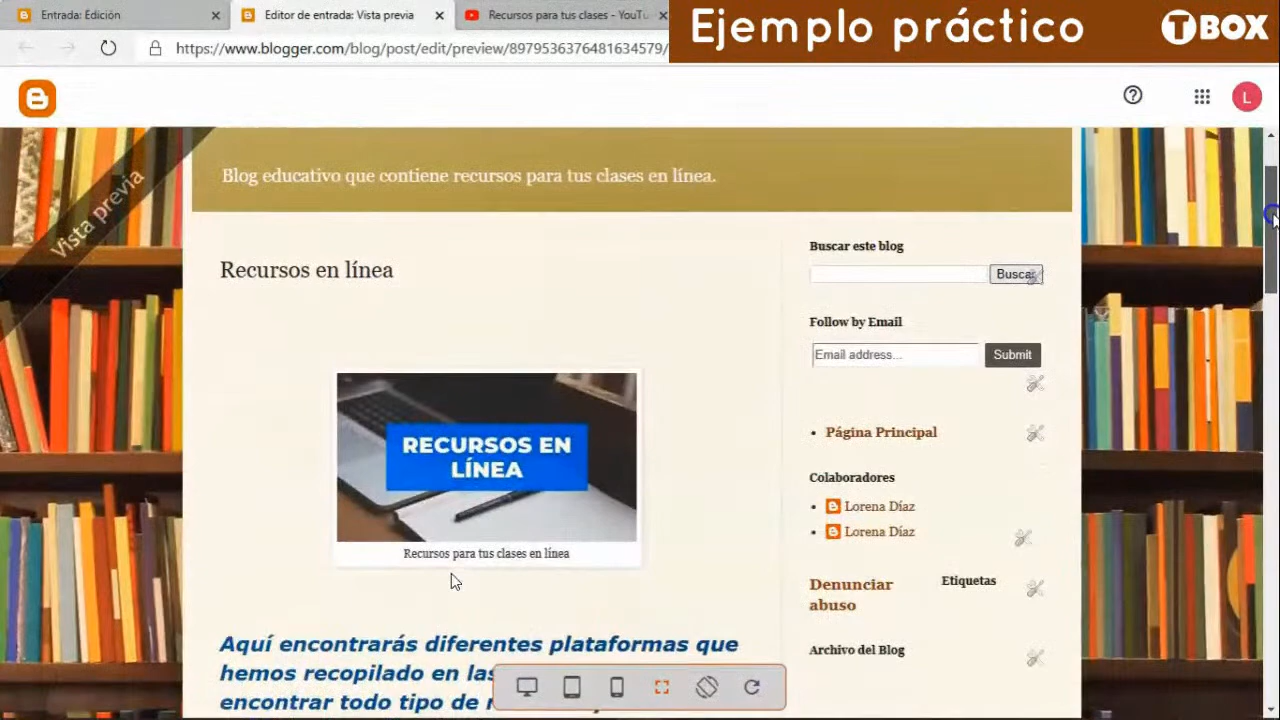 Entrada: Edición
Editor de entrada: Vista previa
Recursos para tus clases - YouTu
Ejemplo práctico
TBOX
https://www.blogger.com/blog/post/edit/preview/8979536376481634579/
L
Vista previa
Blog educativo que contiene recursos para tus clases en línea.
Recursos en línea
RECURSOS EN
LÍNEA
Recursos para tus clases en línea
Aquí encontrarás diferentes plataformas que
hemos recopilado en las
encontrar todo tipo de
Buscar este blog
Buscar
Follow by Email
Email address...
Submit
Página Principal
Colaboradores
Lorena Díaz
Lorena Díaz
Denunciar
abuso
Etiquetas
Archivo del Blog